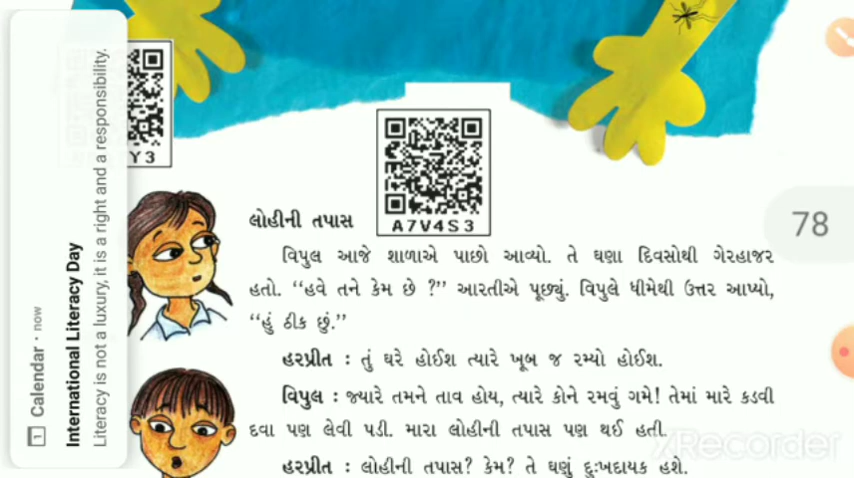 Calendar · now
International Literacy Day
Literacy is not a luxury, it is a right and a responsibility.
Y3
A7V4S3
78
લોહીની તપાસ
વિપુલ આજે શાળાએ પાછો આવ્યો. તે ઘણા દિવસોથી ગેરહાજર
હતો. “હવે તને કેમ છે ?” આરતીએ પૂછ્યું. વિપુલે ધીમેથી ઉત્તર આપ્યો,
“હું ઠીક છું.”
હરપ્રીત : તું ઘરે હોઈશ ત્યારે ખૂબ જ રમ્યો હોઈશ.
વિપુલ : જ્યારે તમને તાવ હોય, ત્યારે કોને રમવું ગમે! તેમાં મારે કડવી
દવા પણ લેવી પડી. મારા લોહીની તપાસ પણ થઈ હતી.
હરપ્રીત : લોહીની તપાસ? કેમ? તે ઘણું દુઃખદાયક હશે.
XRecorder